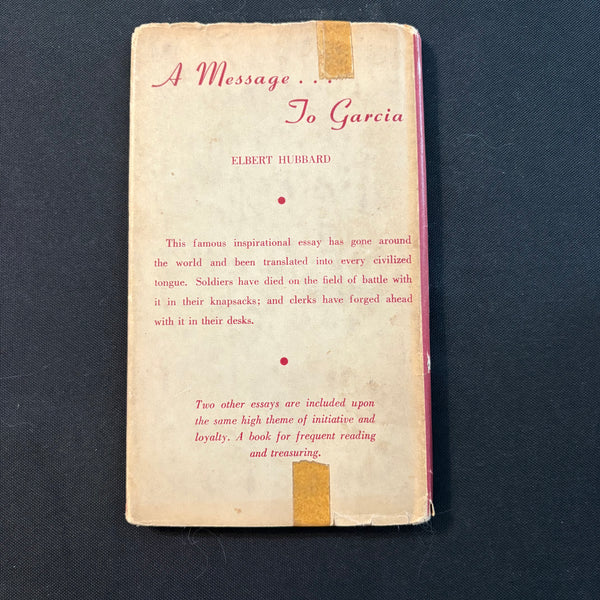 A Message . . .
To Garcia
ELBERT HUBBARD
This famous inspirational essay has gone around
the world and been translated into every civilized
tongue. Soldiers have died on the field of battle with
it in their knapsacks; and clerks have forged ahead
with it in their desks.
Two other essays are included upon
the same high theme of initiative and
loyalty. A book for frequent reading
and treasuring.